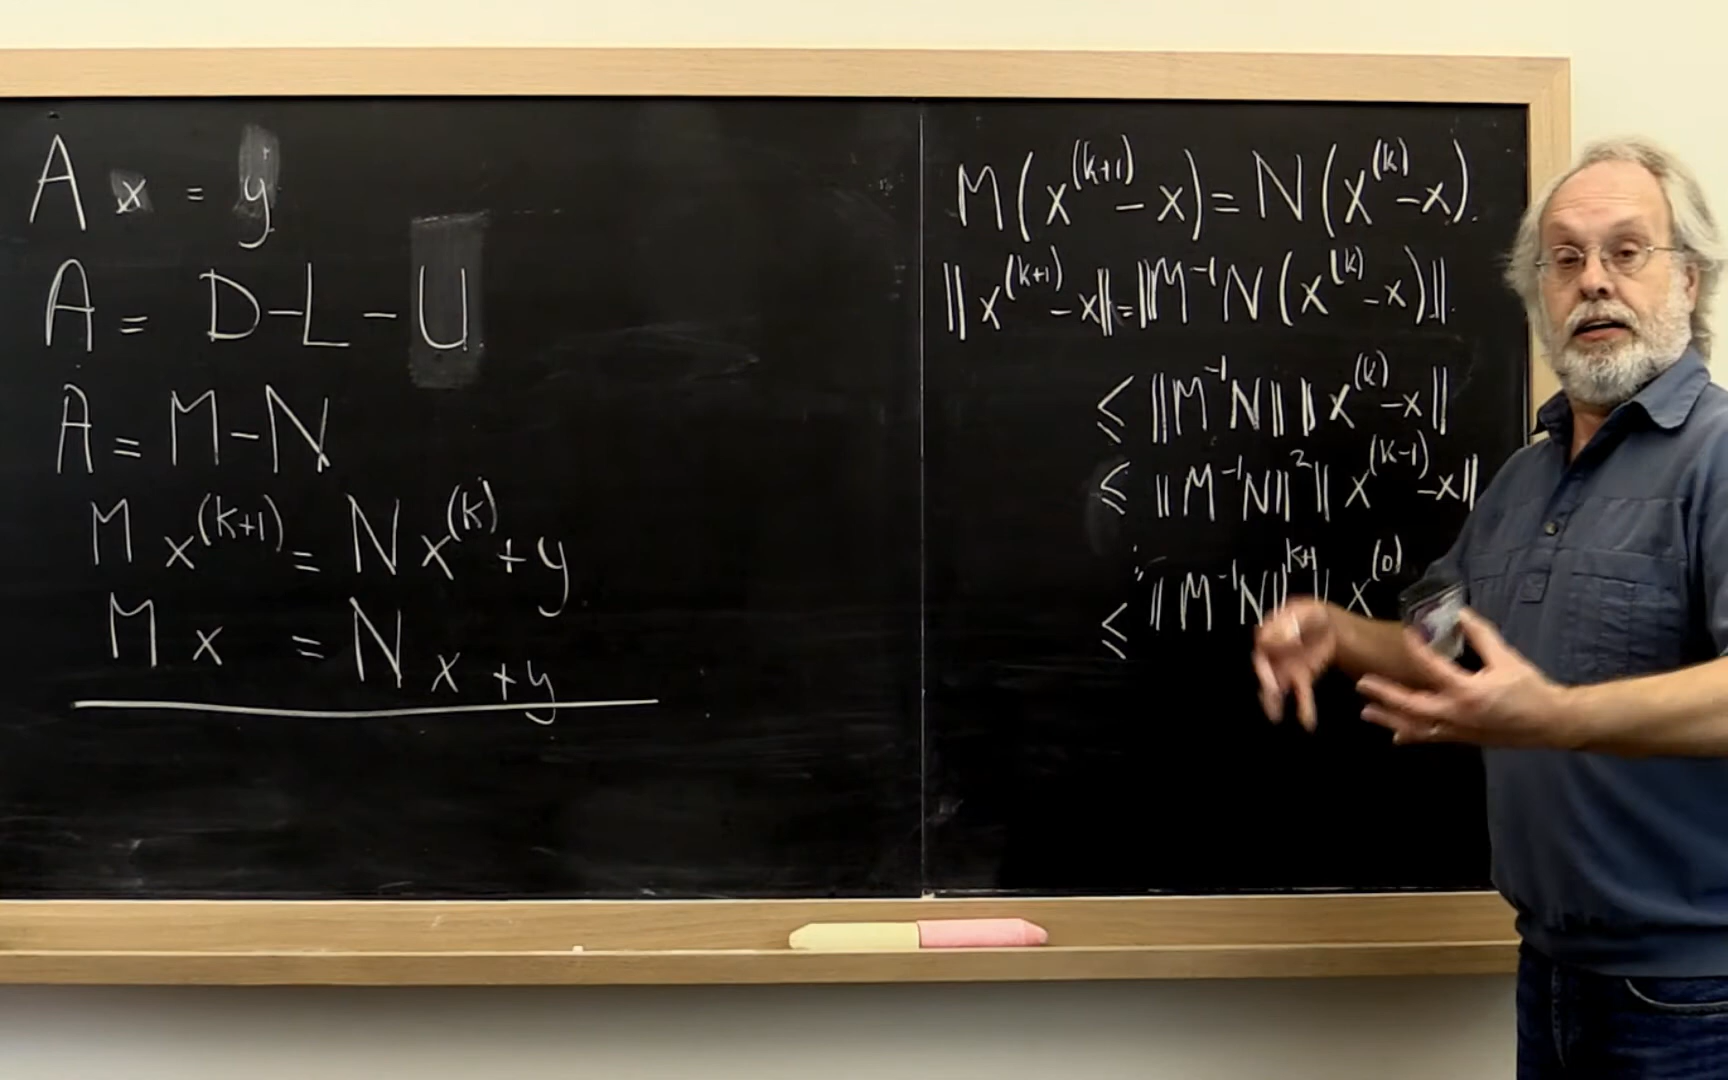 A x = y
A = D - L - U
A = M - N
M x^(k+1) = N x^(k) + y
M x = N x + y
M(x^(k+1) - x) = N(x^(k) - x).
||x^(k+1) - x|| = ||M^-1 N(x^(k) - x)||.
≤ ||M^-1 N|| ||x^(k) - x||
≤ ||M^-1 N||^2 ||x^(k-1) - x||
⋮
≤ ||M^-1 N||^k+1 ||x^(0)